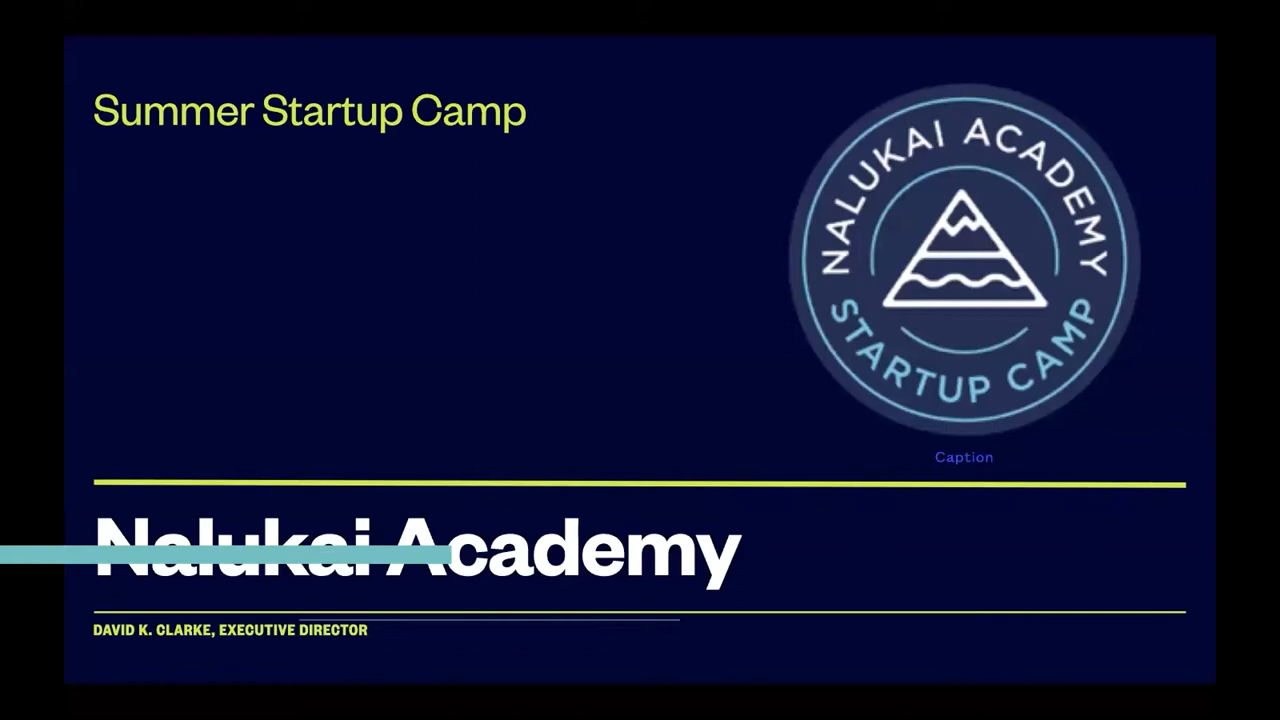 Summer Startup Camp
NALUKAI ACADEMY
STARTUP CAMP
Caption
Nalukai Academy
DAVID K. CLARKE, EXECUTIVE DIRECTOR